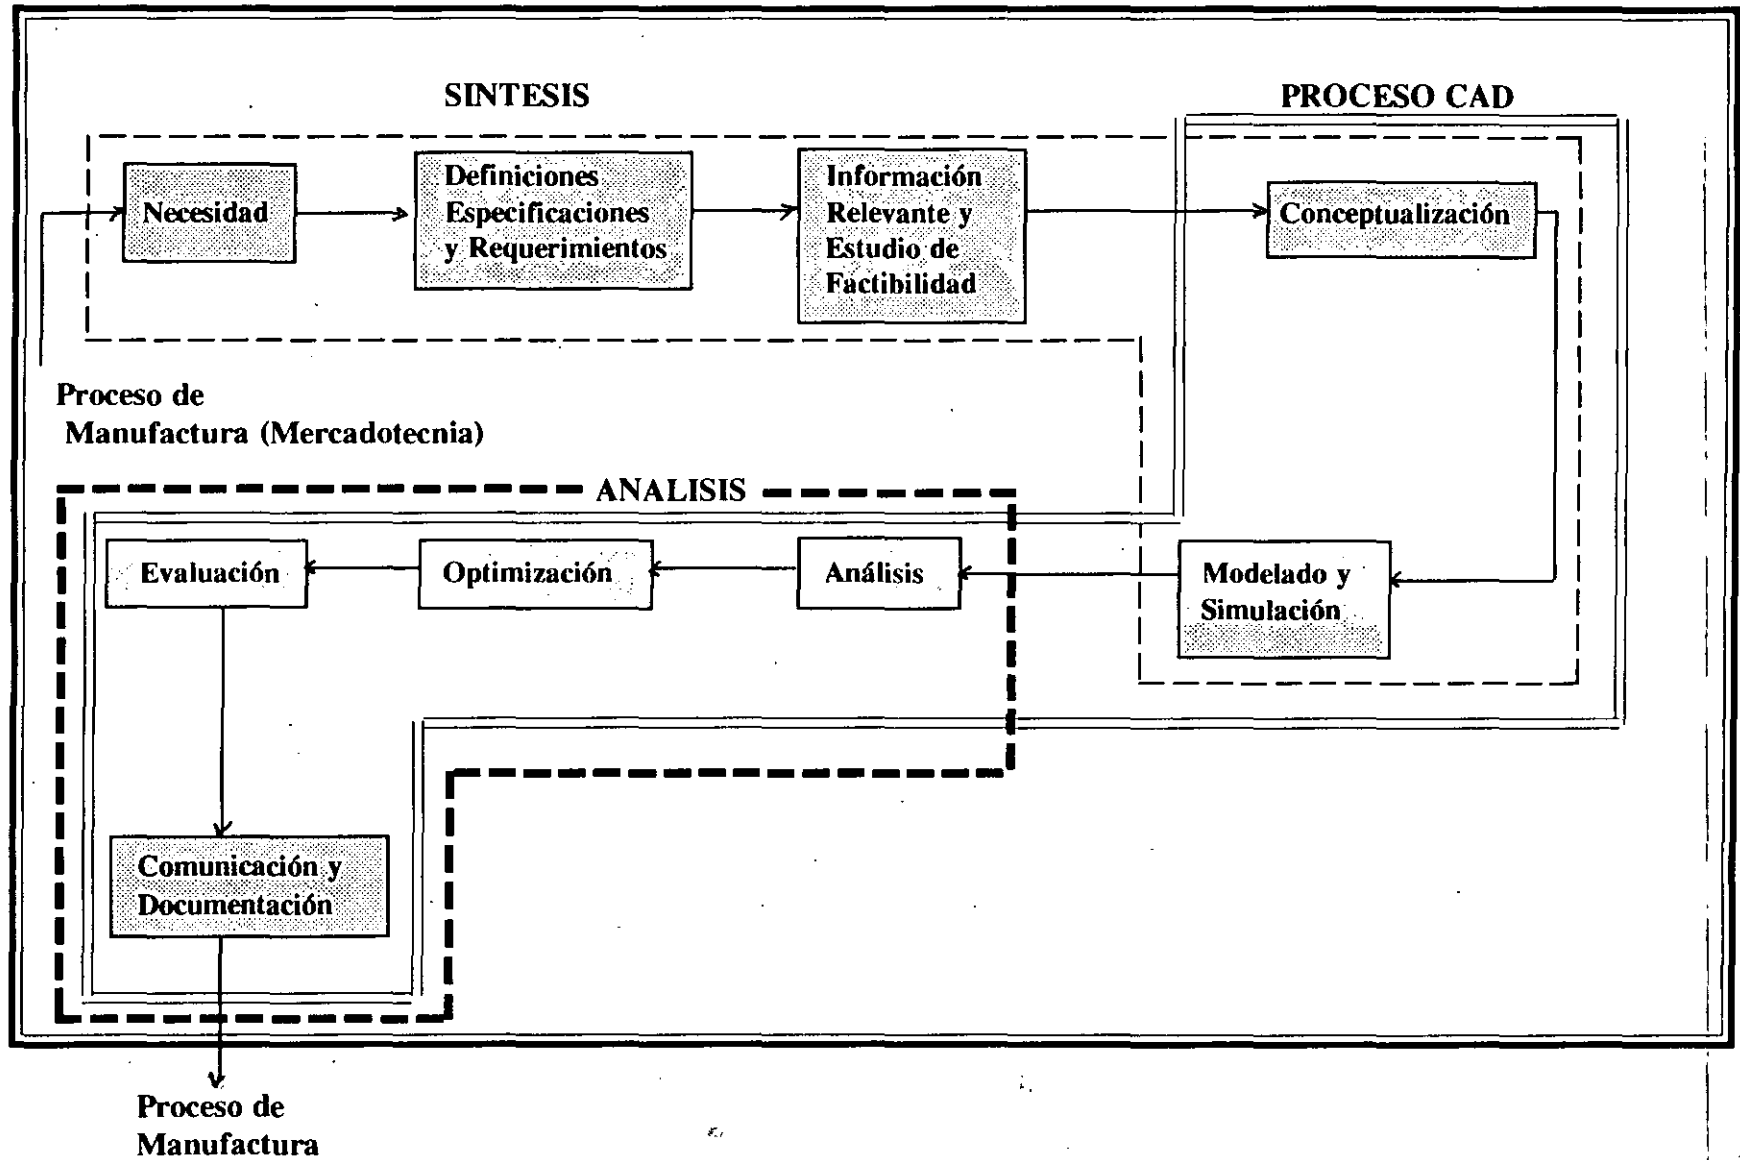 SINTESIS
PROCESO CAD
Necesidad
Definiciones
Especificaciones
y Requerimientos
Información
Relevante y
Estudio de
Factibilidad
Conceptualización
Proceso de
Manufactura (Mercadotecnia)
ANALISIS
Evaluación
Optimización
Análisis
Modelado y
Simulación
Comunicación y
Documentación
Proceso de
Manufactura